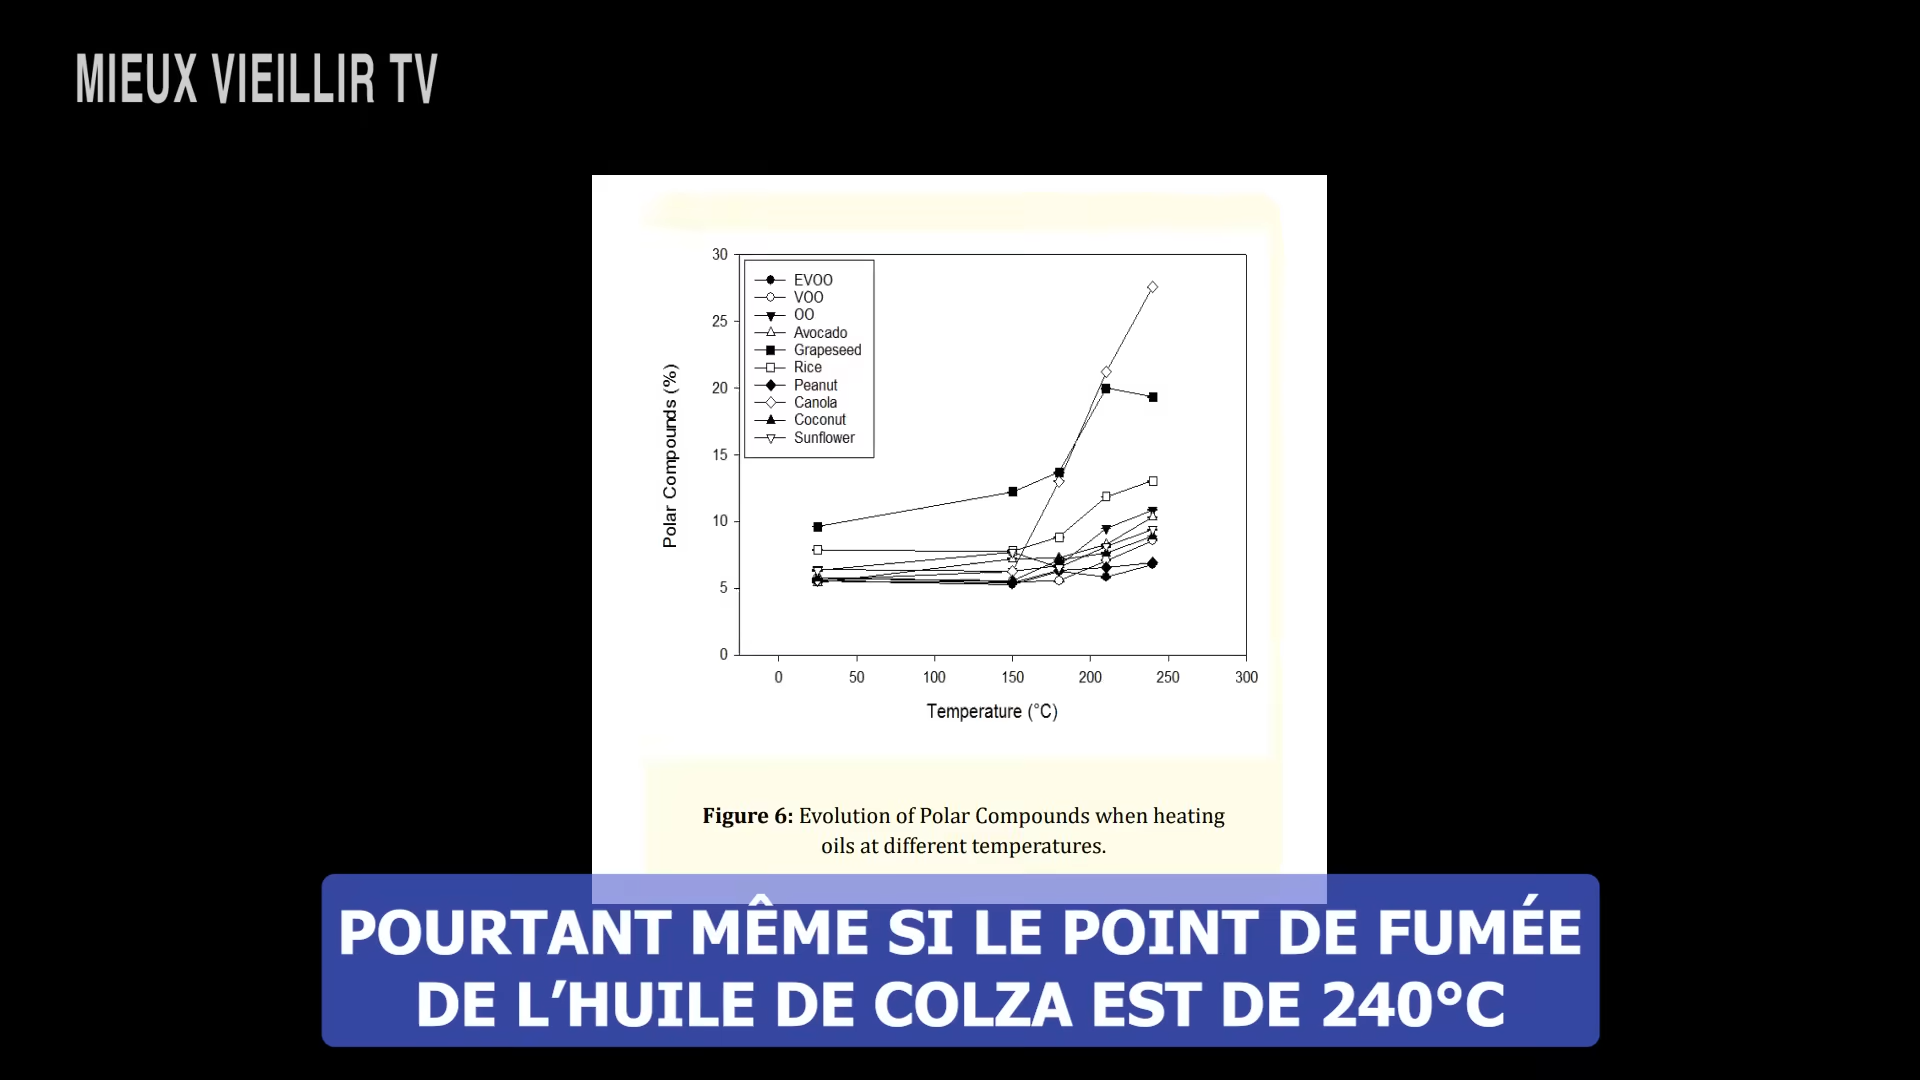 MIEUX VIEILLIR TV
30
25
20
15
10
5
0
Polar Compounds (%)
EVOO
VOO
OO
Avocado
Grapeseed
Rice
Peanut
Canola
Coconut
Sunflower
0 50 100 150 200 250 300
Temperature (°C)
Figure 6: Evolution of Polar Compounds when heating
oils at different temperatures.
POURTANT MÊME SI LE POINT DE FUMÉE
DE L’HUILE DE COLZA EST DE 240°C